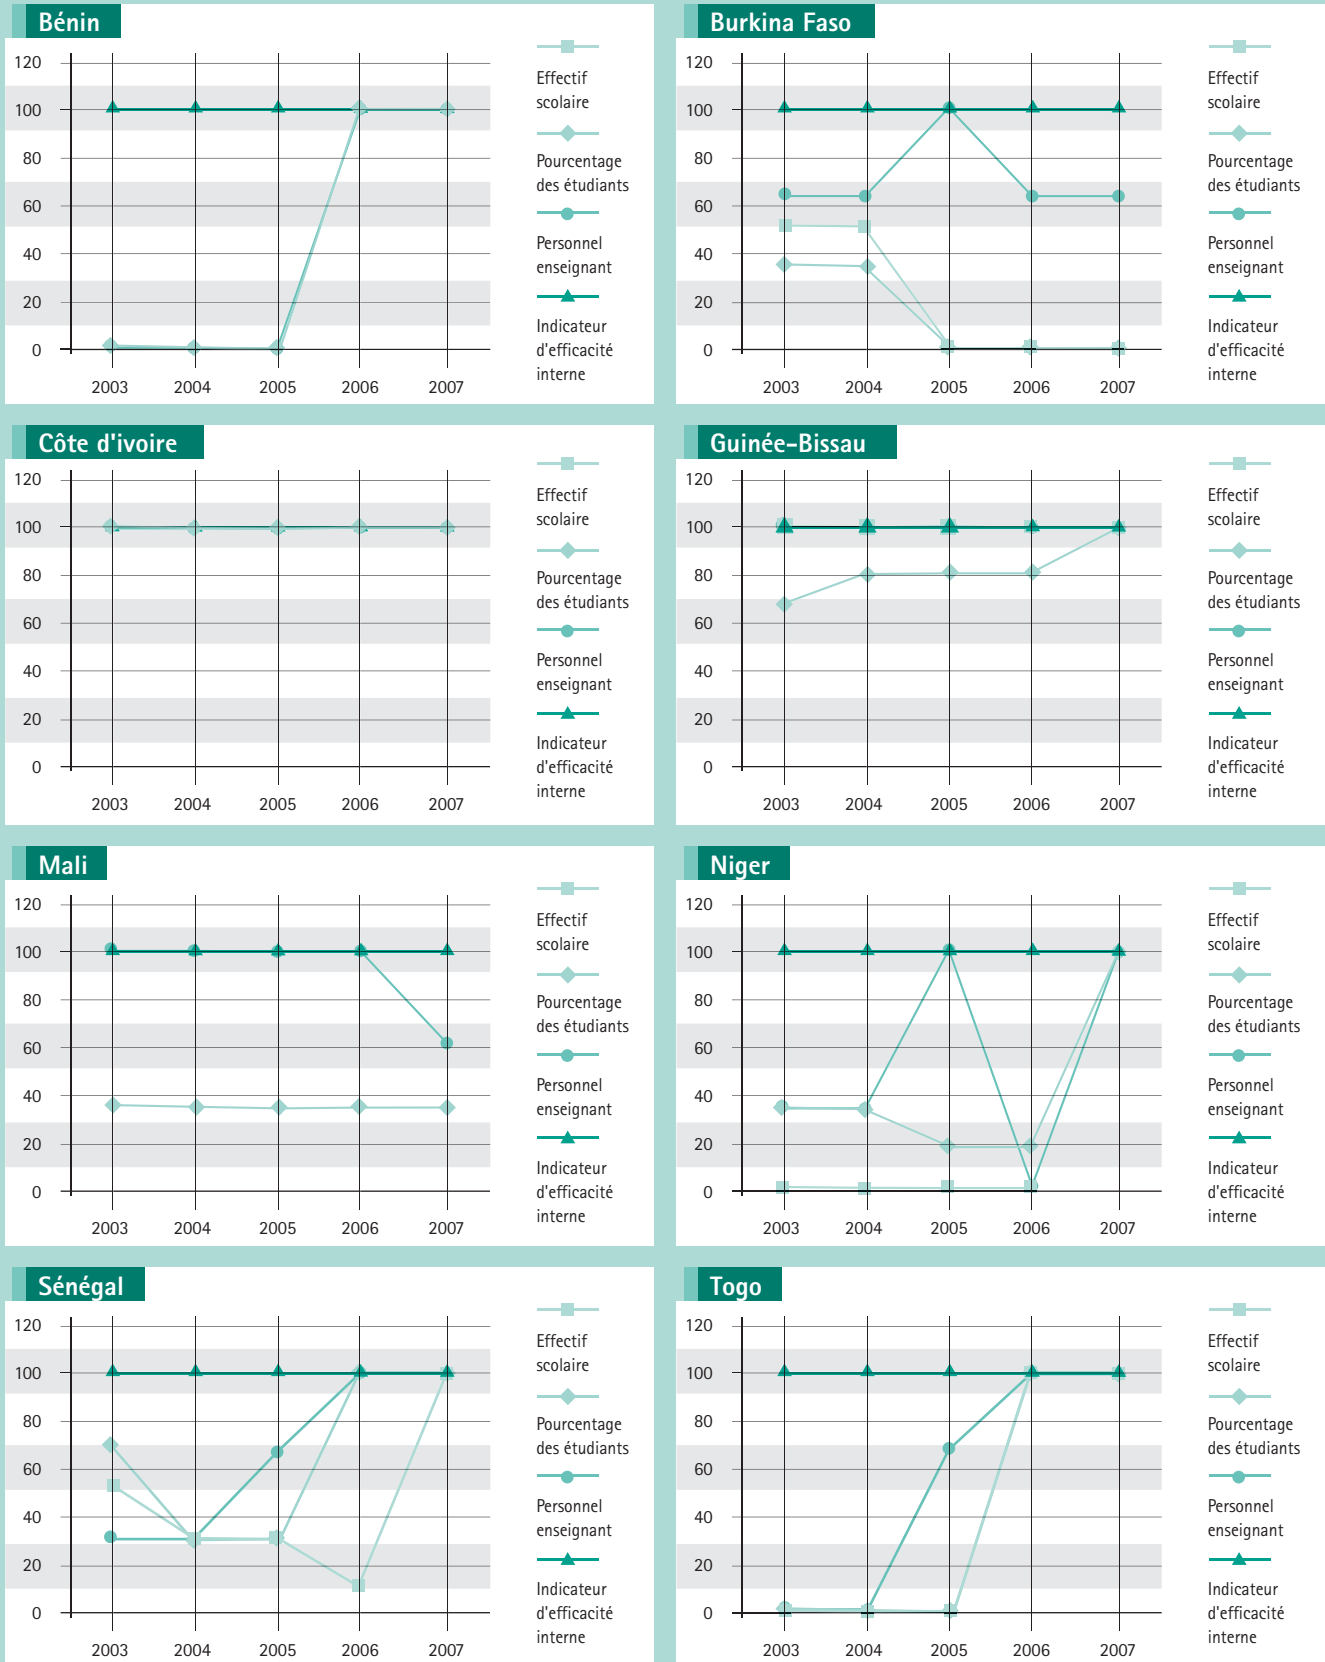 Bénin
120
100
80
60
40
20
0
2003 2004 2005 2006 2007
Effectif
scolaire
Pourcentage
des étudiants
Personnel
enseignant
Indicateur
d'efficacité
interne
Burkina Faso
120
100
80
60
40
20
0
2003 2004 2005 2006 2007
Effectif
scolaire
Pourcentage
des étudiants
Personnel
enseignant
Indicateur
d'efficacité
interne
Côte d'ivoire
120
100
80
60
40
20
0
2003 2004 2005 2006 2007
Effectif
scolaire
Pourcentage
des étudiants
Personnel
enseignant
Indicateur
d'efficacité
interne
Guinée-Bissau
120
100
80
60
40
20
0
2003 2004 2005 2006 2007
Effectif
scolaire
Pourcentage
des étudiants
Personnel
enseignant
Indicateur
d'efficacité
interne
Mali
120
100
80
60
40
20
0
2003 2004 2005 2006 2007
Effectif
scolaire
Pourcentage
des étudiants
Personnel
enseignant
Indicateur
d'efficacité
interne
Niger
120
100
80
60
40
20
0
2003 2004 2005 2006 2007
Effectif
scolaire
Pourcentage
des étudiants
Personnel
enseignant
Indicateur
d'efficacité
interne
Sénégal
120
100
80
60
40
20
0
2003 2004 2005 2006 2007
Effectif
scolaire
Pourcentage
des étudiants
Personnel
enseignant
Indicateur
d'efficacité
interne
Togo
120
100
80
60
40
20
0
2003 2004 2005 2006 2007
Effectif
scolaire
Pourcentage
des étudiants
Personnel
enseignant
Indicateur
d'efficacité
interne